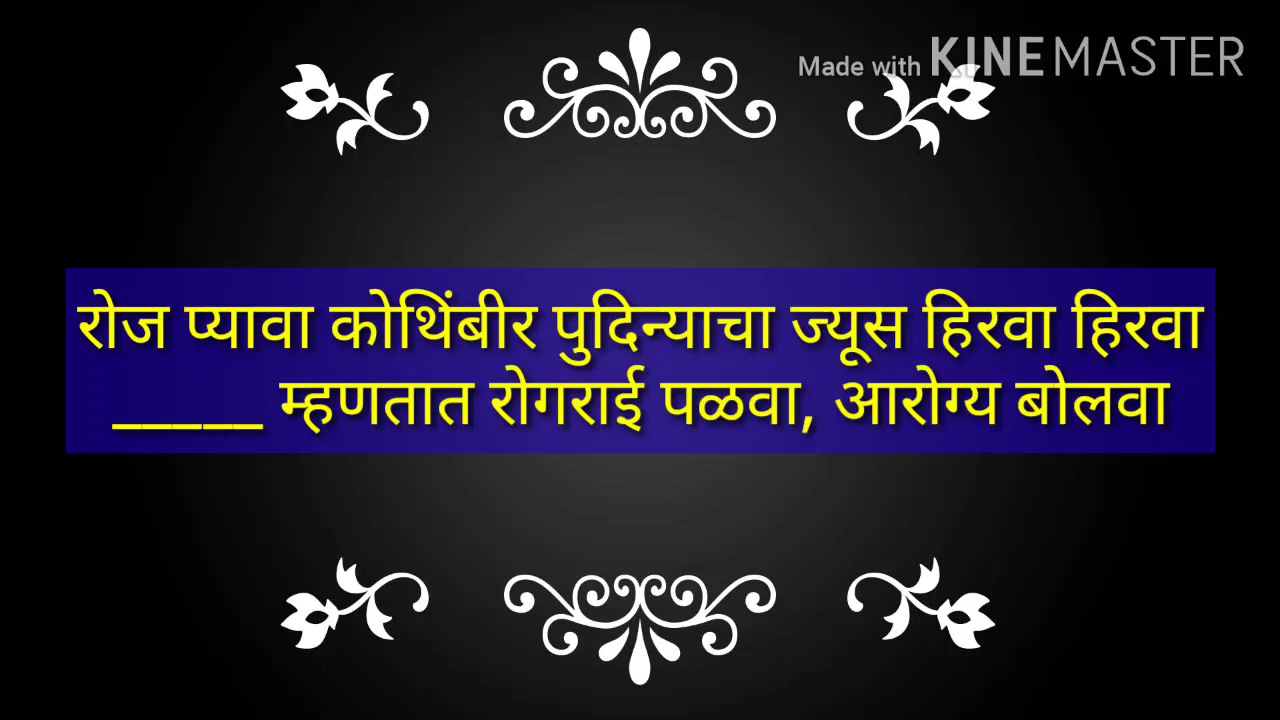 Made with KINEMASTER
रोज प्यावा कोथिंबीर पुदिन्याचा ज्यूस हिरवा हिरवा
_____ म्हणतात रोगराई पळवा, आरोग्य बोलवा